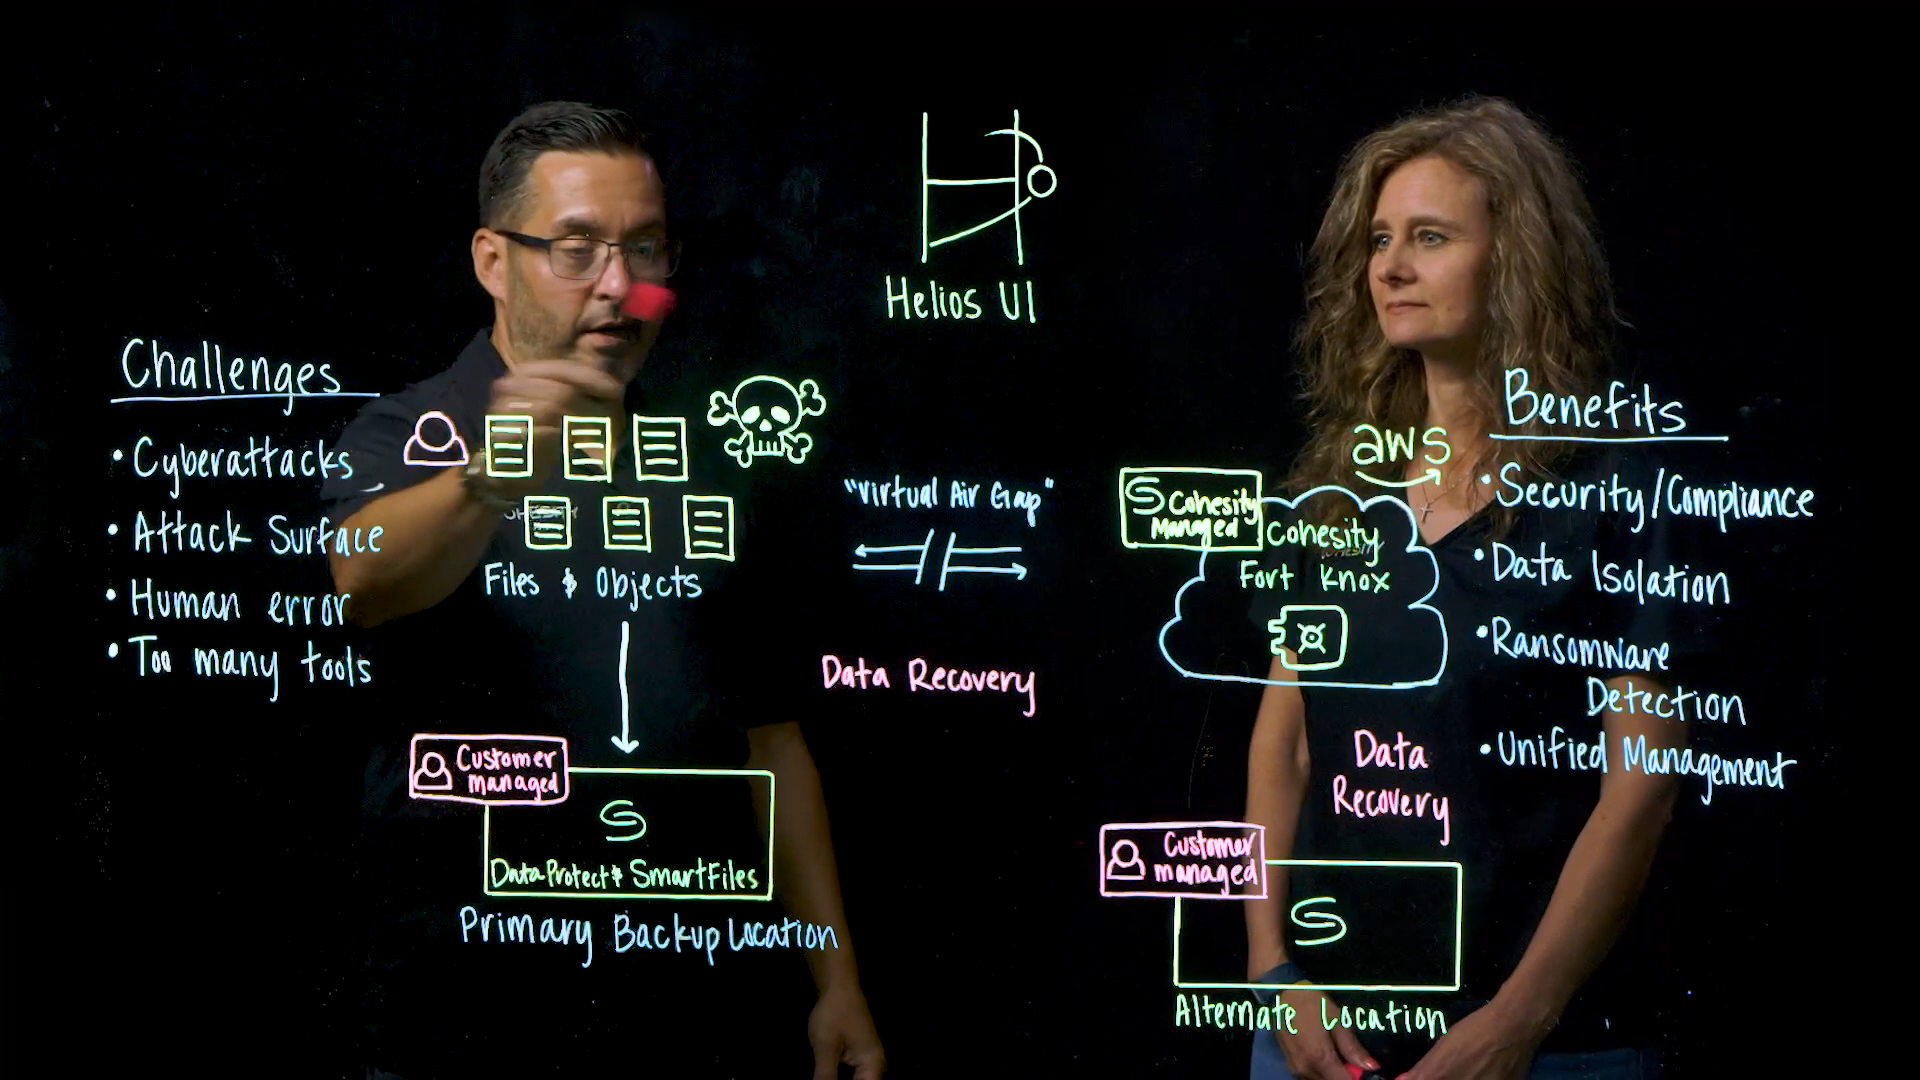 Helios UI
Challenges
• Cyberattacks
• Attack Surface
• Human error
• Too many tools
Files & Objects
Customer
managed
DataProtect & SmartFiles
Primary Backup Location
"Virtual Air Gap"
Data Recovery
aws
Cohesity
Managed
Cohesity
Fort Knox
Data
Recovery
Customer
managed
Alternate Location
Benefits
• Security/Compliance
• Data Isolation
• Ransomware
Detection
• Unified Management